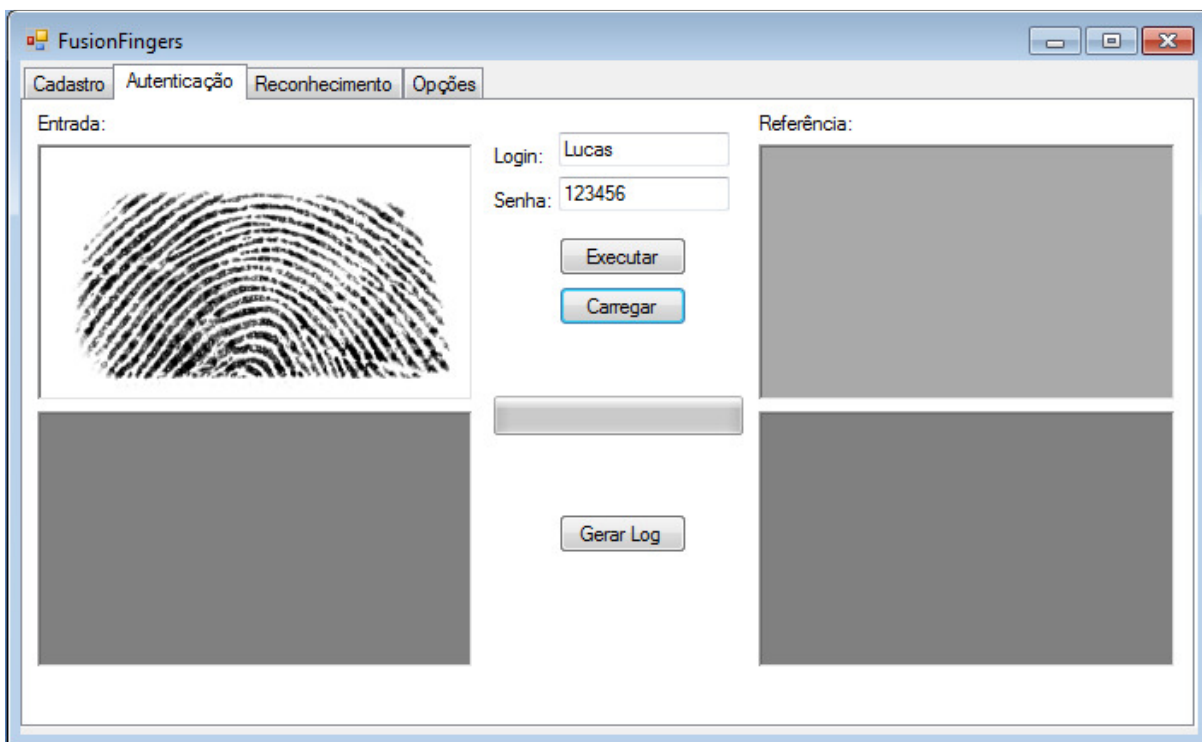 FusionFingers
Cadastro Autenticação Reconhecimento Opções
Entrada:
Referência:
Login: Lucas
Senha: 123456
Executar
Carregar
Gerar Log